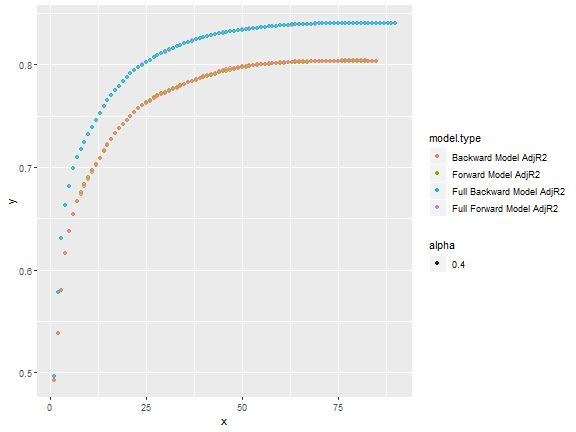 0.8
0.7
0.6
0.5
y
0
25
50
75
x
model.type
Backward Model AdjR2
Forward Model AdjR2
Full Backward Model AdjR2
Full Forward Model AdjR2
alpha
0.4